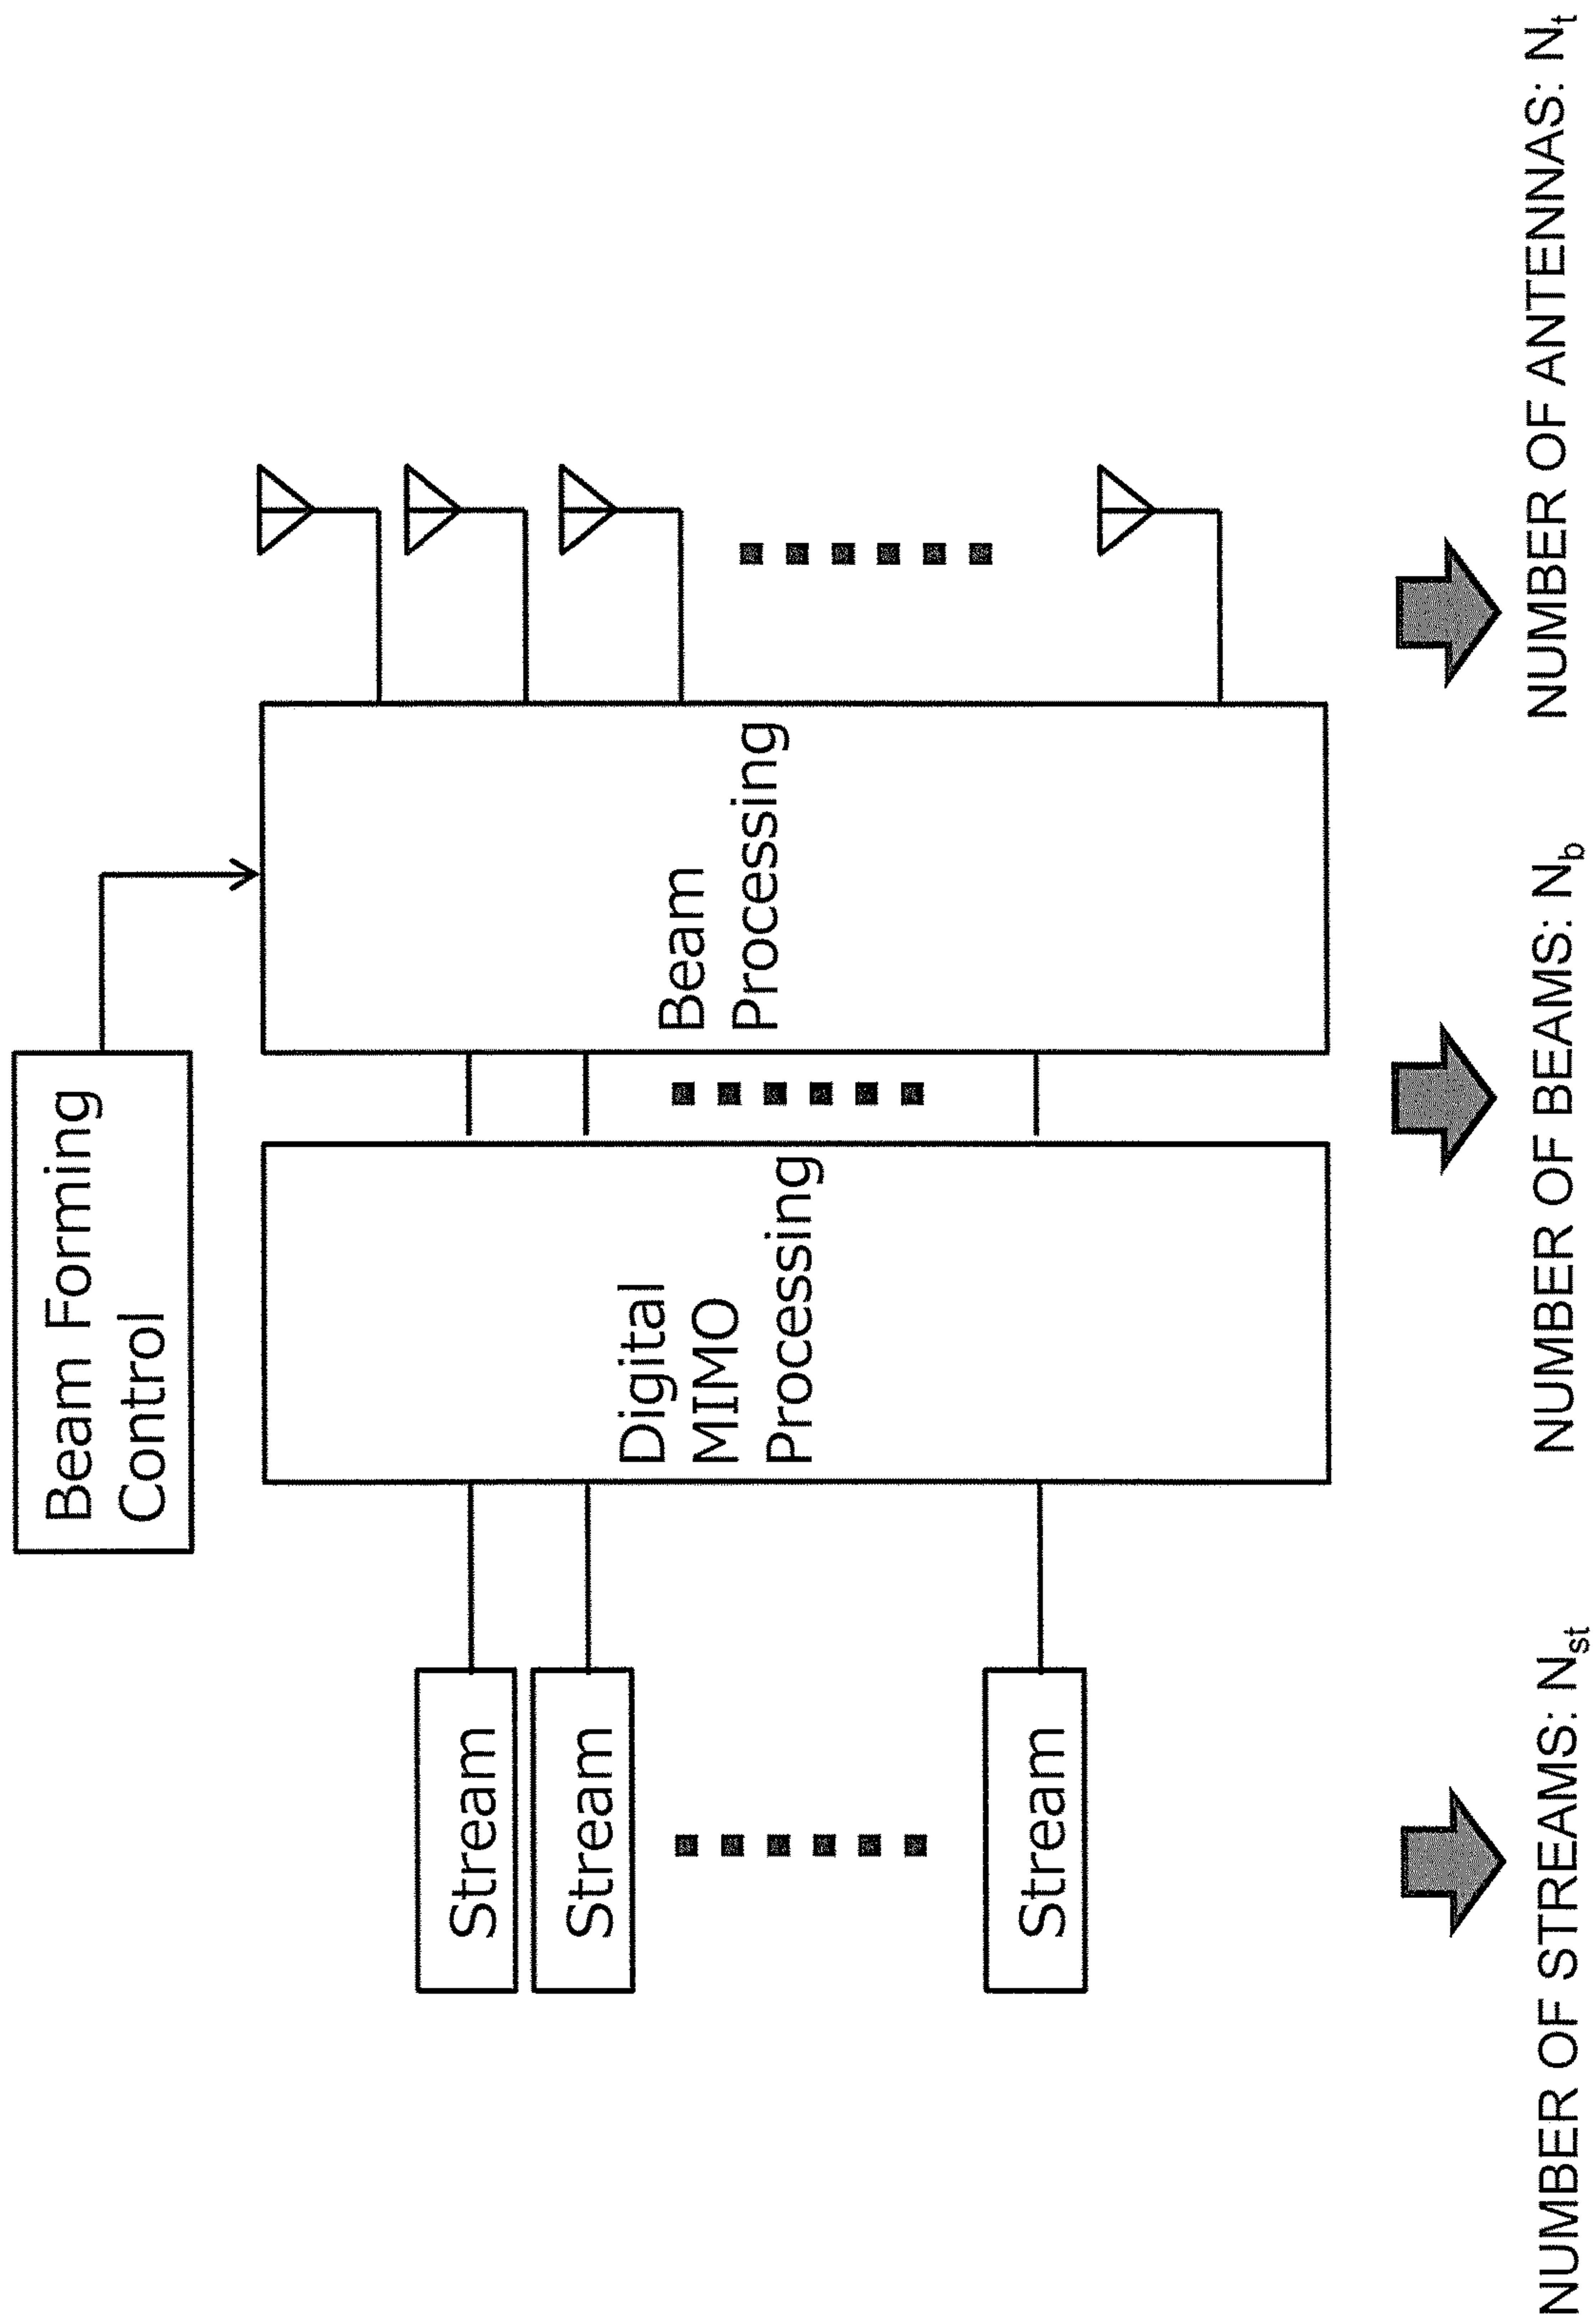 Beam Forming
Control
Stream
Stream
Stream
Digital
MIMO
Processing
Beam
Processing
NUMBER OF STREAMS: Nst
NUMBER OF BEAMS: Nb
NUMBER OF ANTENNAS: Nt